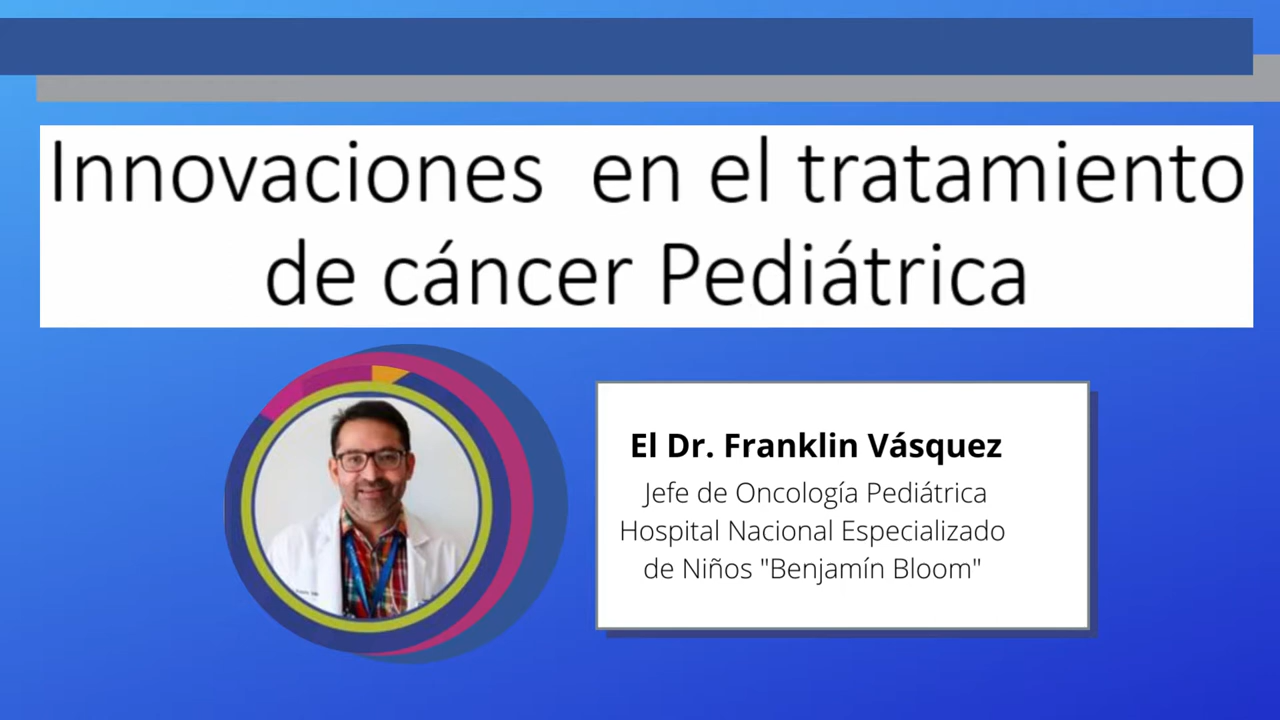 Innovaciones en el tratamiento
de cáncer Pediátrica
El Dr. Franklin Vásquez
Jefe de Oncología Pediátrica
Hospital Nacional Especializado
de Niños "Benjamín Bloom"